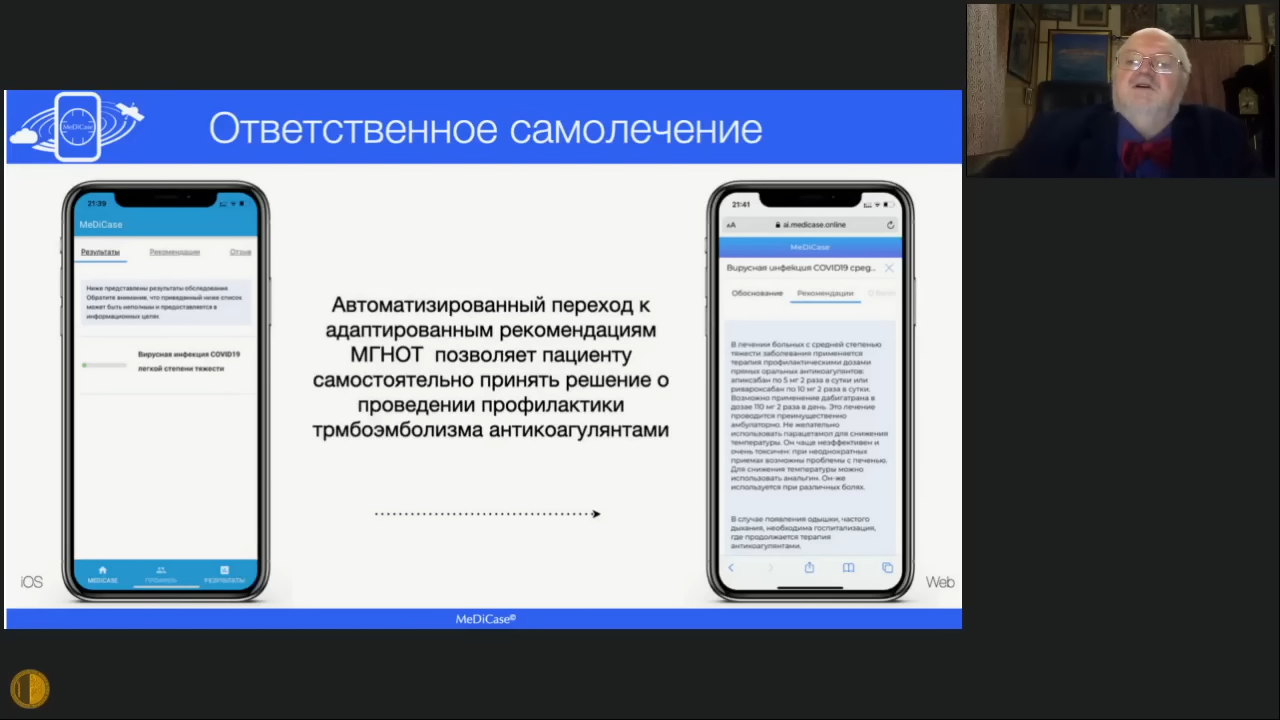 Ответственное самолечение
MeDiCase
21:39
MeDiCase
Результаты Рекомендации Отзыв
Ниже представлены результаты обследования.
Обратите внимание, что приведенный ниже список
может быть неполным и предоставляется в
информационных целях
Вирусная инфекция COVID19
легкой степени тяжести
MEDICASE
РЕЗУЛЬТАТЫ
iOS
Автоматизированный переход к
адаптированным рекомендациям
МГНОТ позволяет пациенту
самостоятельно принять решение о
проведении профилактики
трмбоэмболизма антикоагулянтами
21:41
AA ai.medicase.online
MeDiCase
Вирусная инфекция COVID19 сред...
Обоснование Рекомендации
В лечении больных с средней степенью
тяжести заболевания применяется
терапия профилактическими дозами
прямых оральных антикоагулянтов:
апиксабан по 5 мг 2 раза в сутки или
ривароксабан по 10 мг 2 раза в сутки.
Возможно применение дабигатрана в
дозае 110 мг 2 раза в день. Это лечение
проводится преимущественно
амбулаторно. Не желательно
использовать парацетамол для снижения
температуры. Он чаще неэффективен и
очень токсичен: при неоднократных
приемах возможны проблемы с печенью.
Для снижения температуры можно
использовать анальгин. Он-же
используется при различных болях.
В случае появления одышки, частого
дыхания, необходима госпитализация,
где продолжается терапия
антикоагулянтами.
Web
MeDiCase©